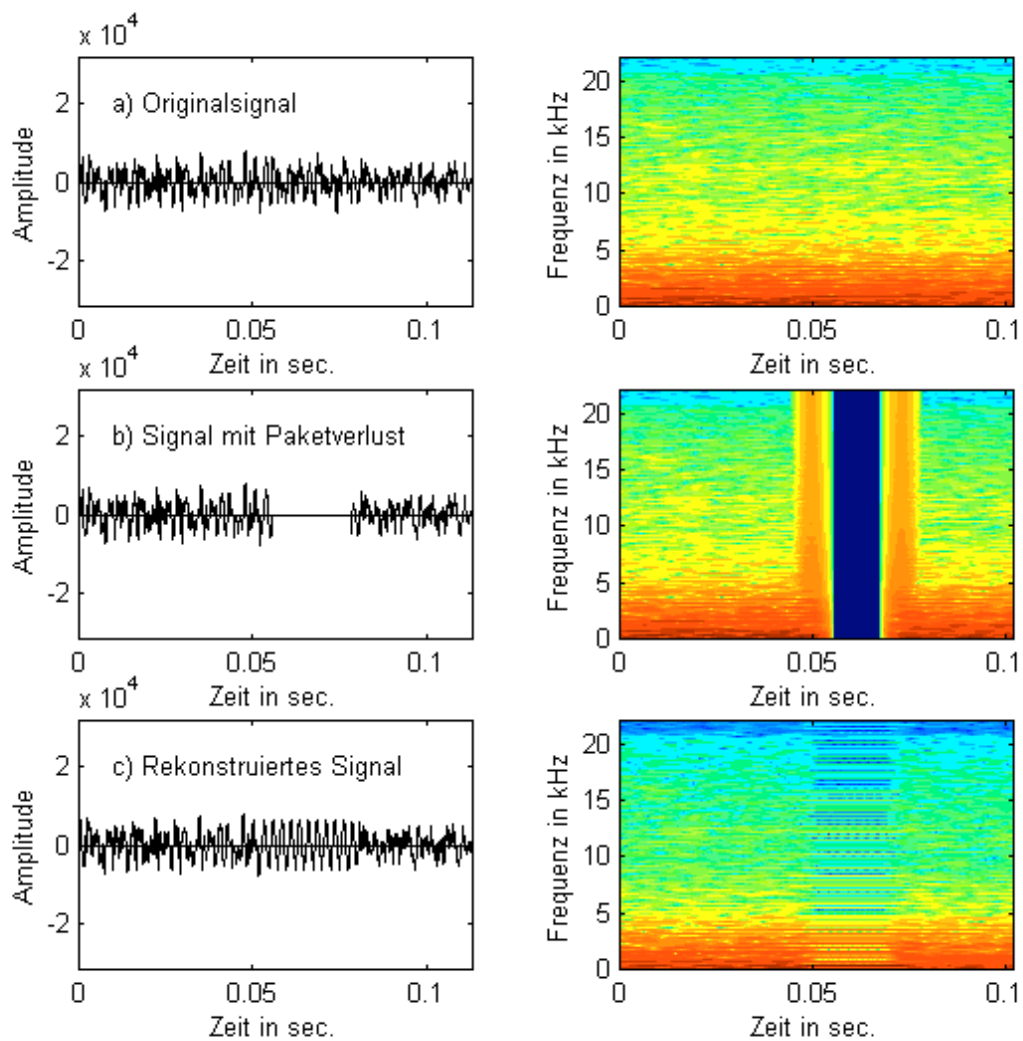 x 10^4
2
0
-2
Amplitude
a) Originalsignal
0
0.05
0.1
Zeit in sec.
20
15
10
5
0
Frequenz in kHz
0
0.05
0.1
Zeit in sec.
x 10^4
2
0
-2
Amplitude
b) Signal mit Paketverlust
0
0.05
0.1
Zeit in sec.
20
15
10
5
0
Frequenz in kHz
0
0.05
0.1
Zeit in sec.
x 10^4
2
0
-2
Amplitude
c) Rekonstruiertes Signal
0
0.05
0.1
Zeit in sec.
20
15
10
5
0
Frequenz in kHz
0
0.05
0.1
Zeit in sec.